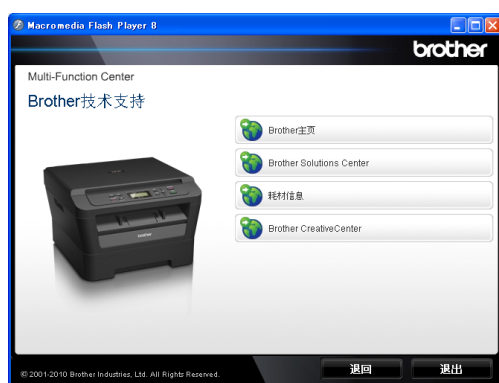 Macromedia Flash Player 8
brother
Multi-Function Center
Brother技术支持
Brother主页
Brother Solutions Center
耗材信息
Brother CreativeCenter
© 2001-2010 Brother Industries, Ltd. All Rights Reserved.
退回
退出